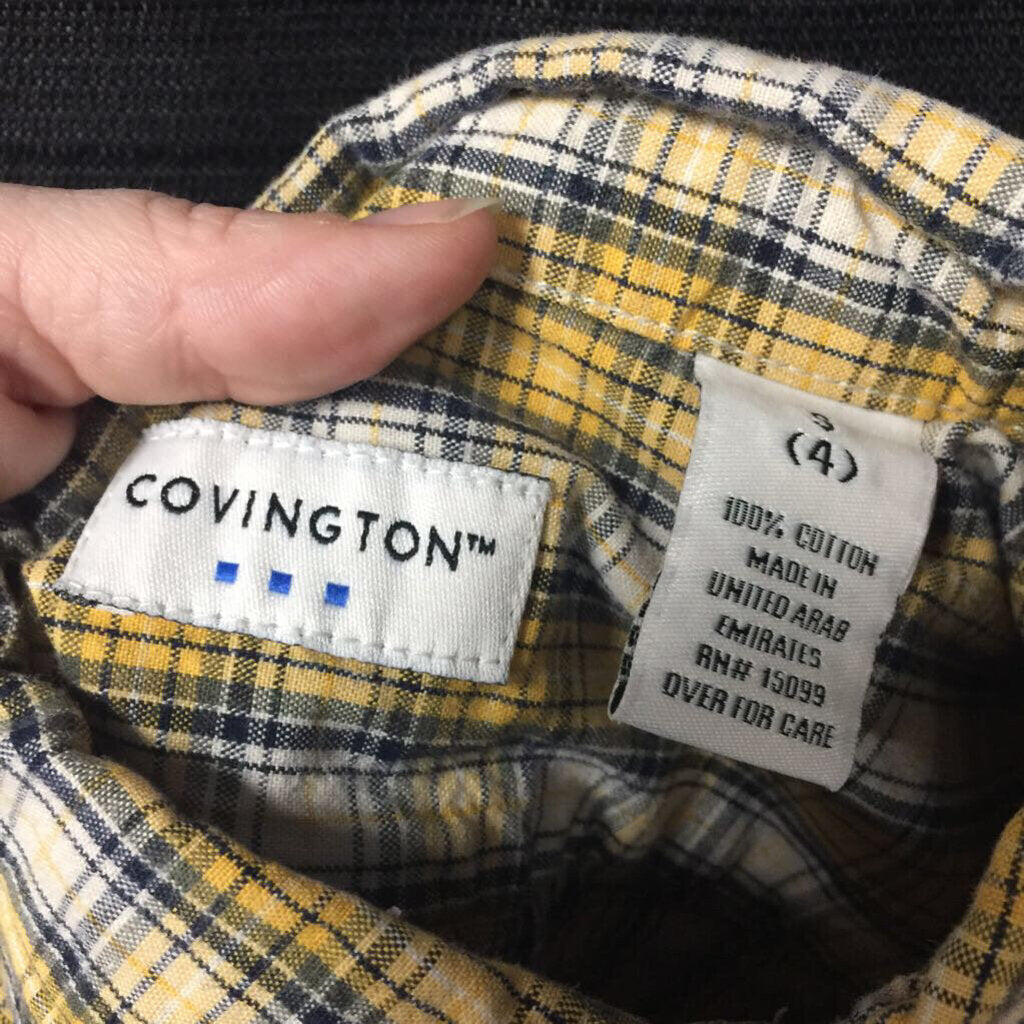 COVINGTON™
S
(4)
100% COTTON
MADE IN
UNITED ARAB
EMIRATES
RN# 15099
OVER FOR CARE